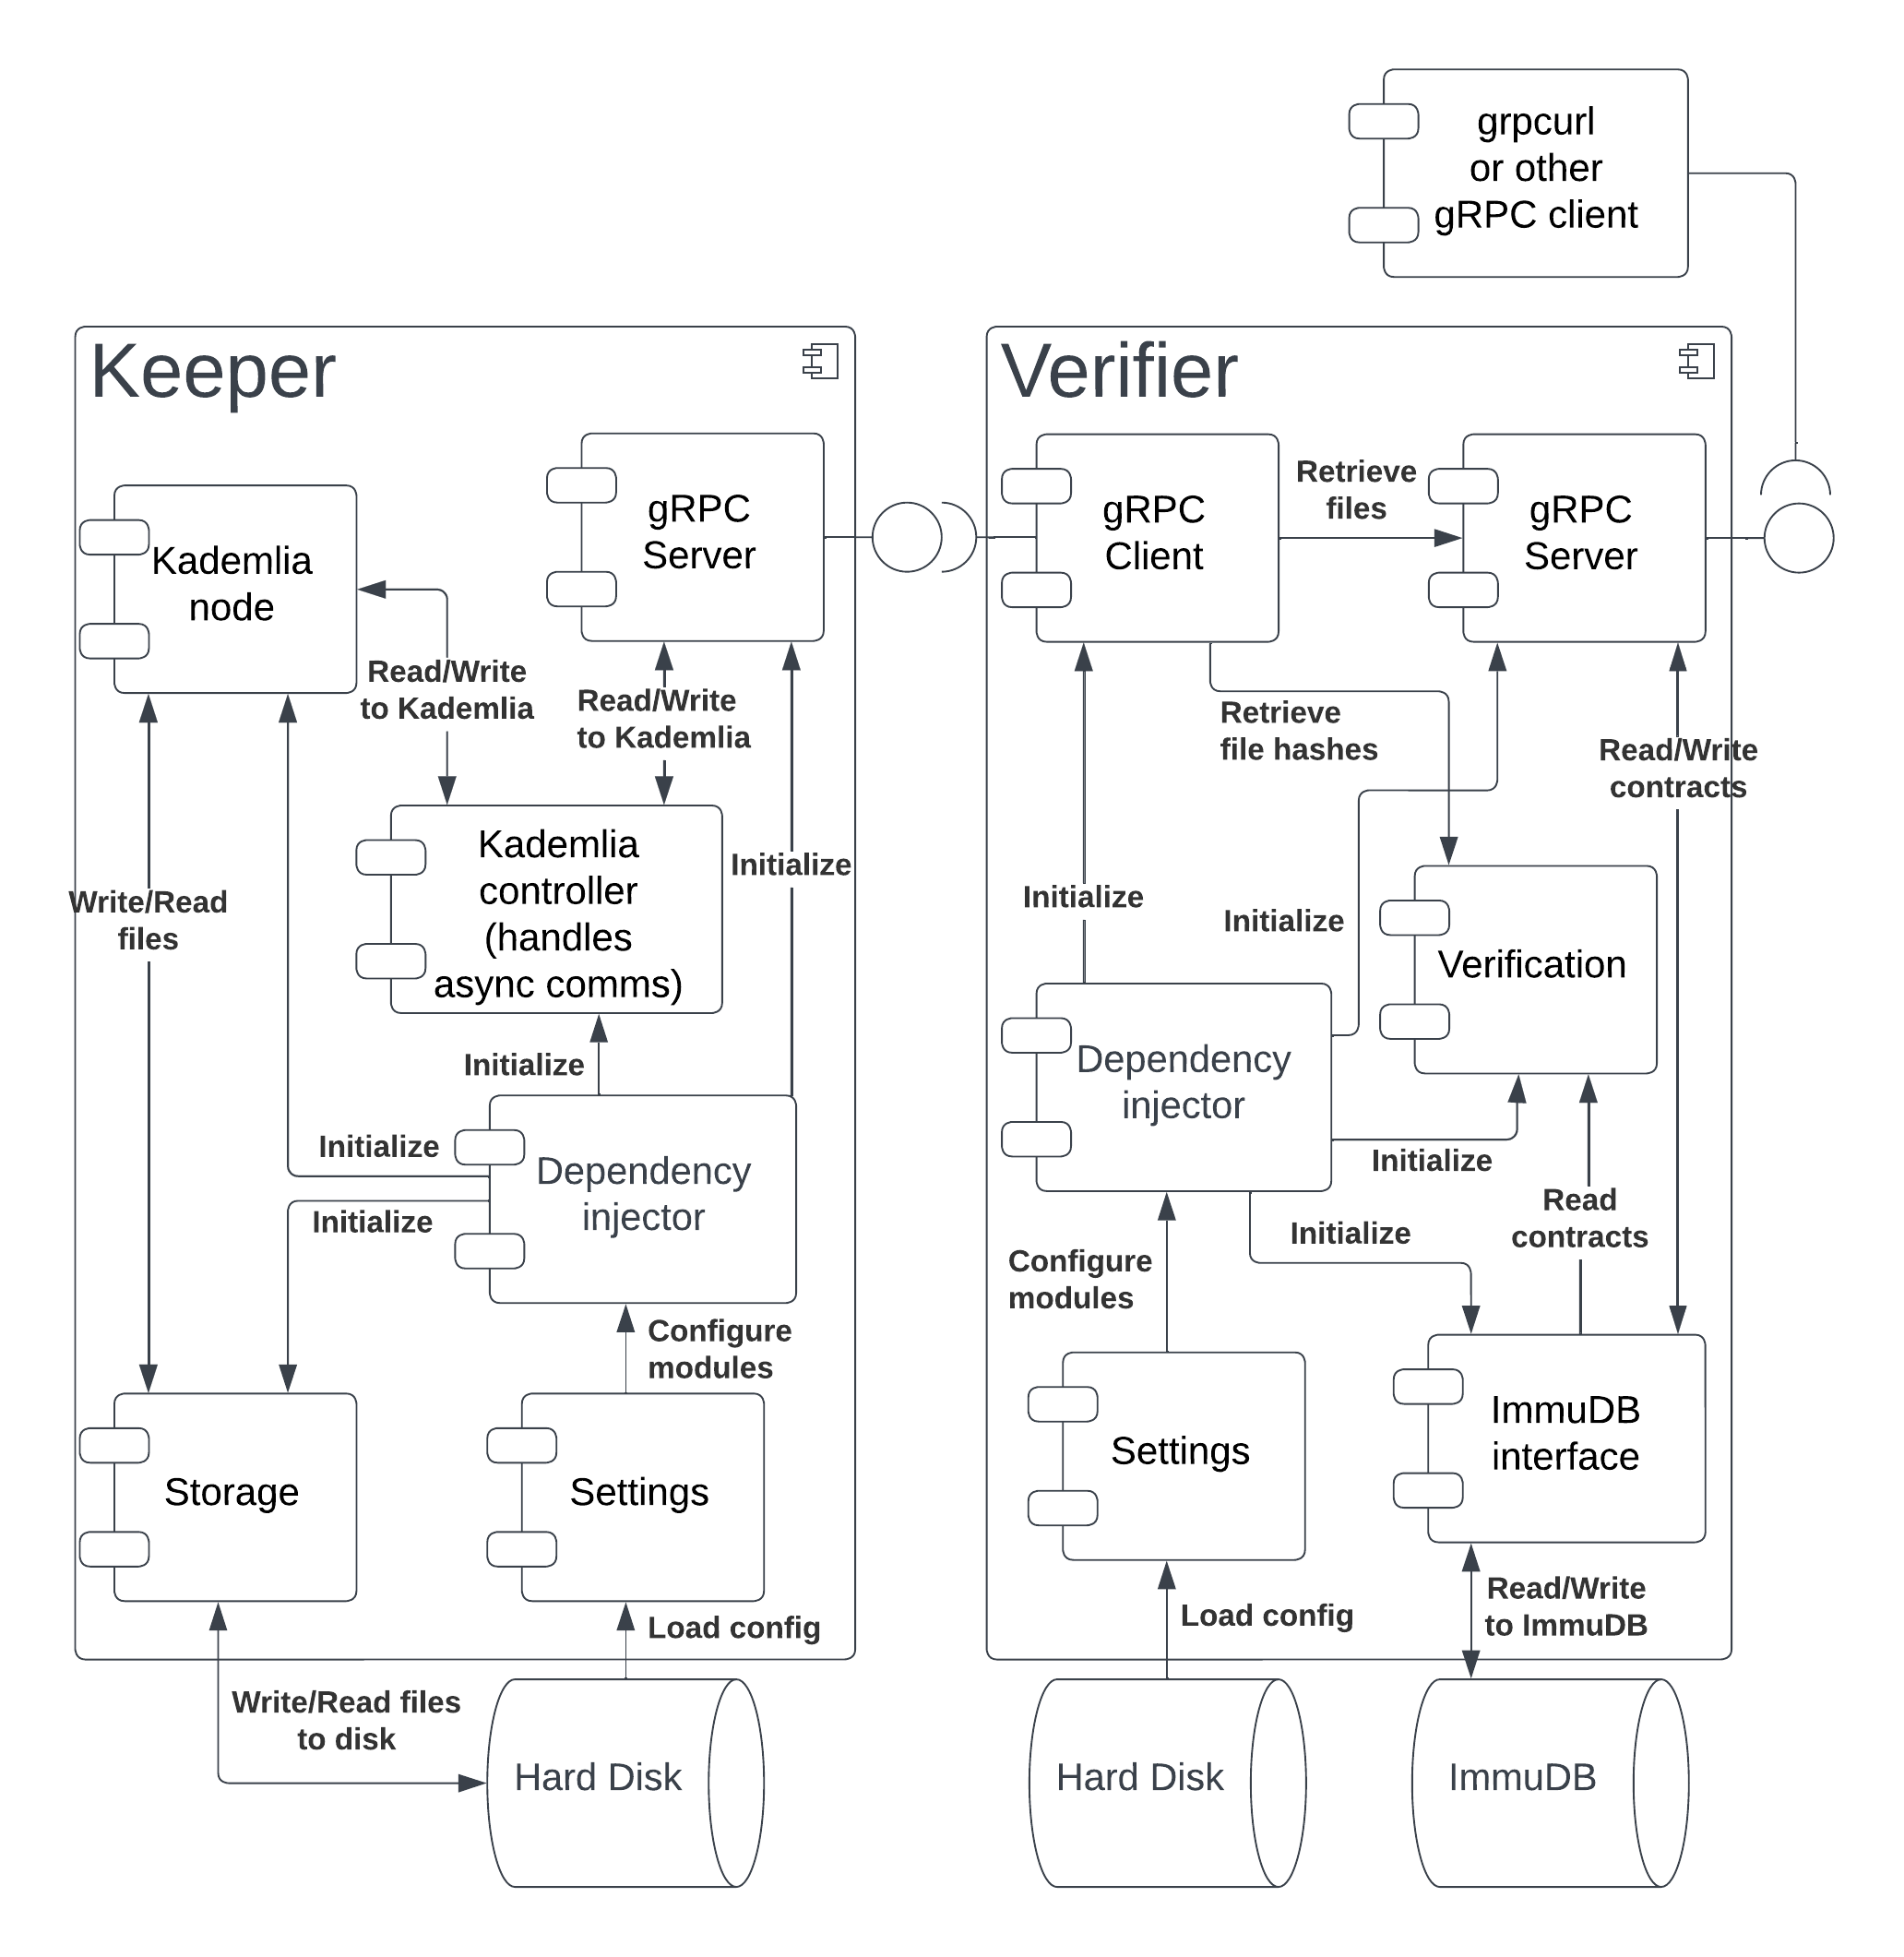 grpcurl
or other
gRPC client
Keeper
Kademlia
node
gRPC
Server
Read/Write
to Kademlia
Read/Write
to Kademlia
Kademlia
controller
(handles
async comms)
Initialize
Write/Read
files
Initialize
Initialize
Initialize
Dependency
injector
Configure
modules
Storage
Settings
Load config
Write/Read files
to disk
Hard Disk
Verifier
gRPC
Client
Retrieve
files
gRPC
Server
Retrieve
file hashes
Read/Write
contracts
Initialize
Initialize
Verification
Dependency
injector
Initialize
Read
contracts
Initialize
Configure
modules
Settings
ImmuDB
interface
Load config
Read/Write
to ImmuDB
Hard Disk
ImmuDB